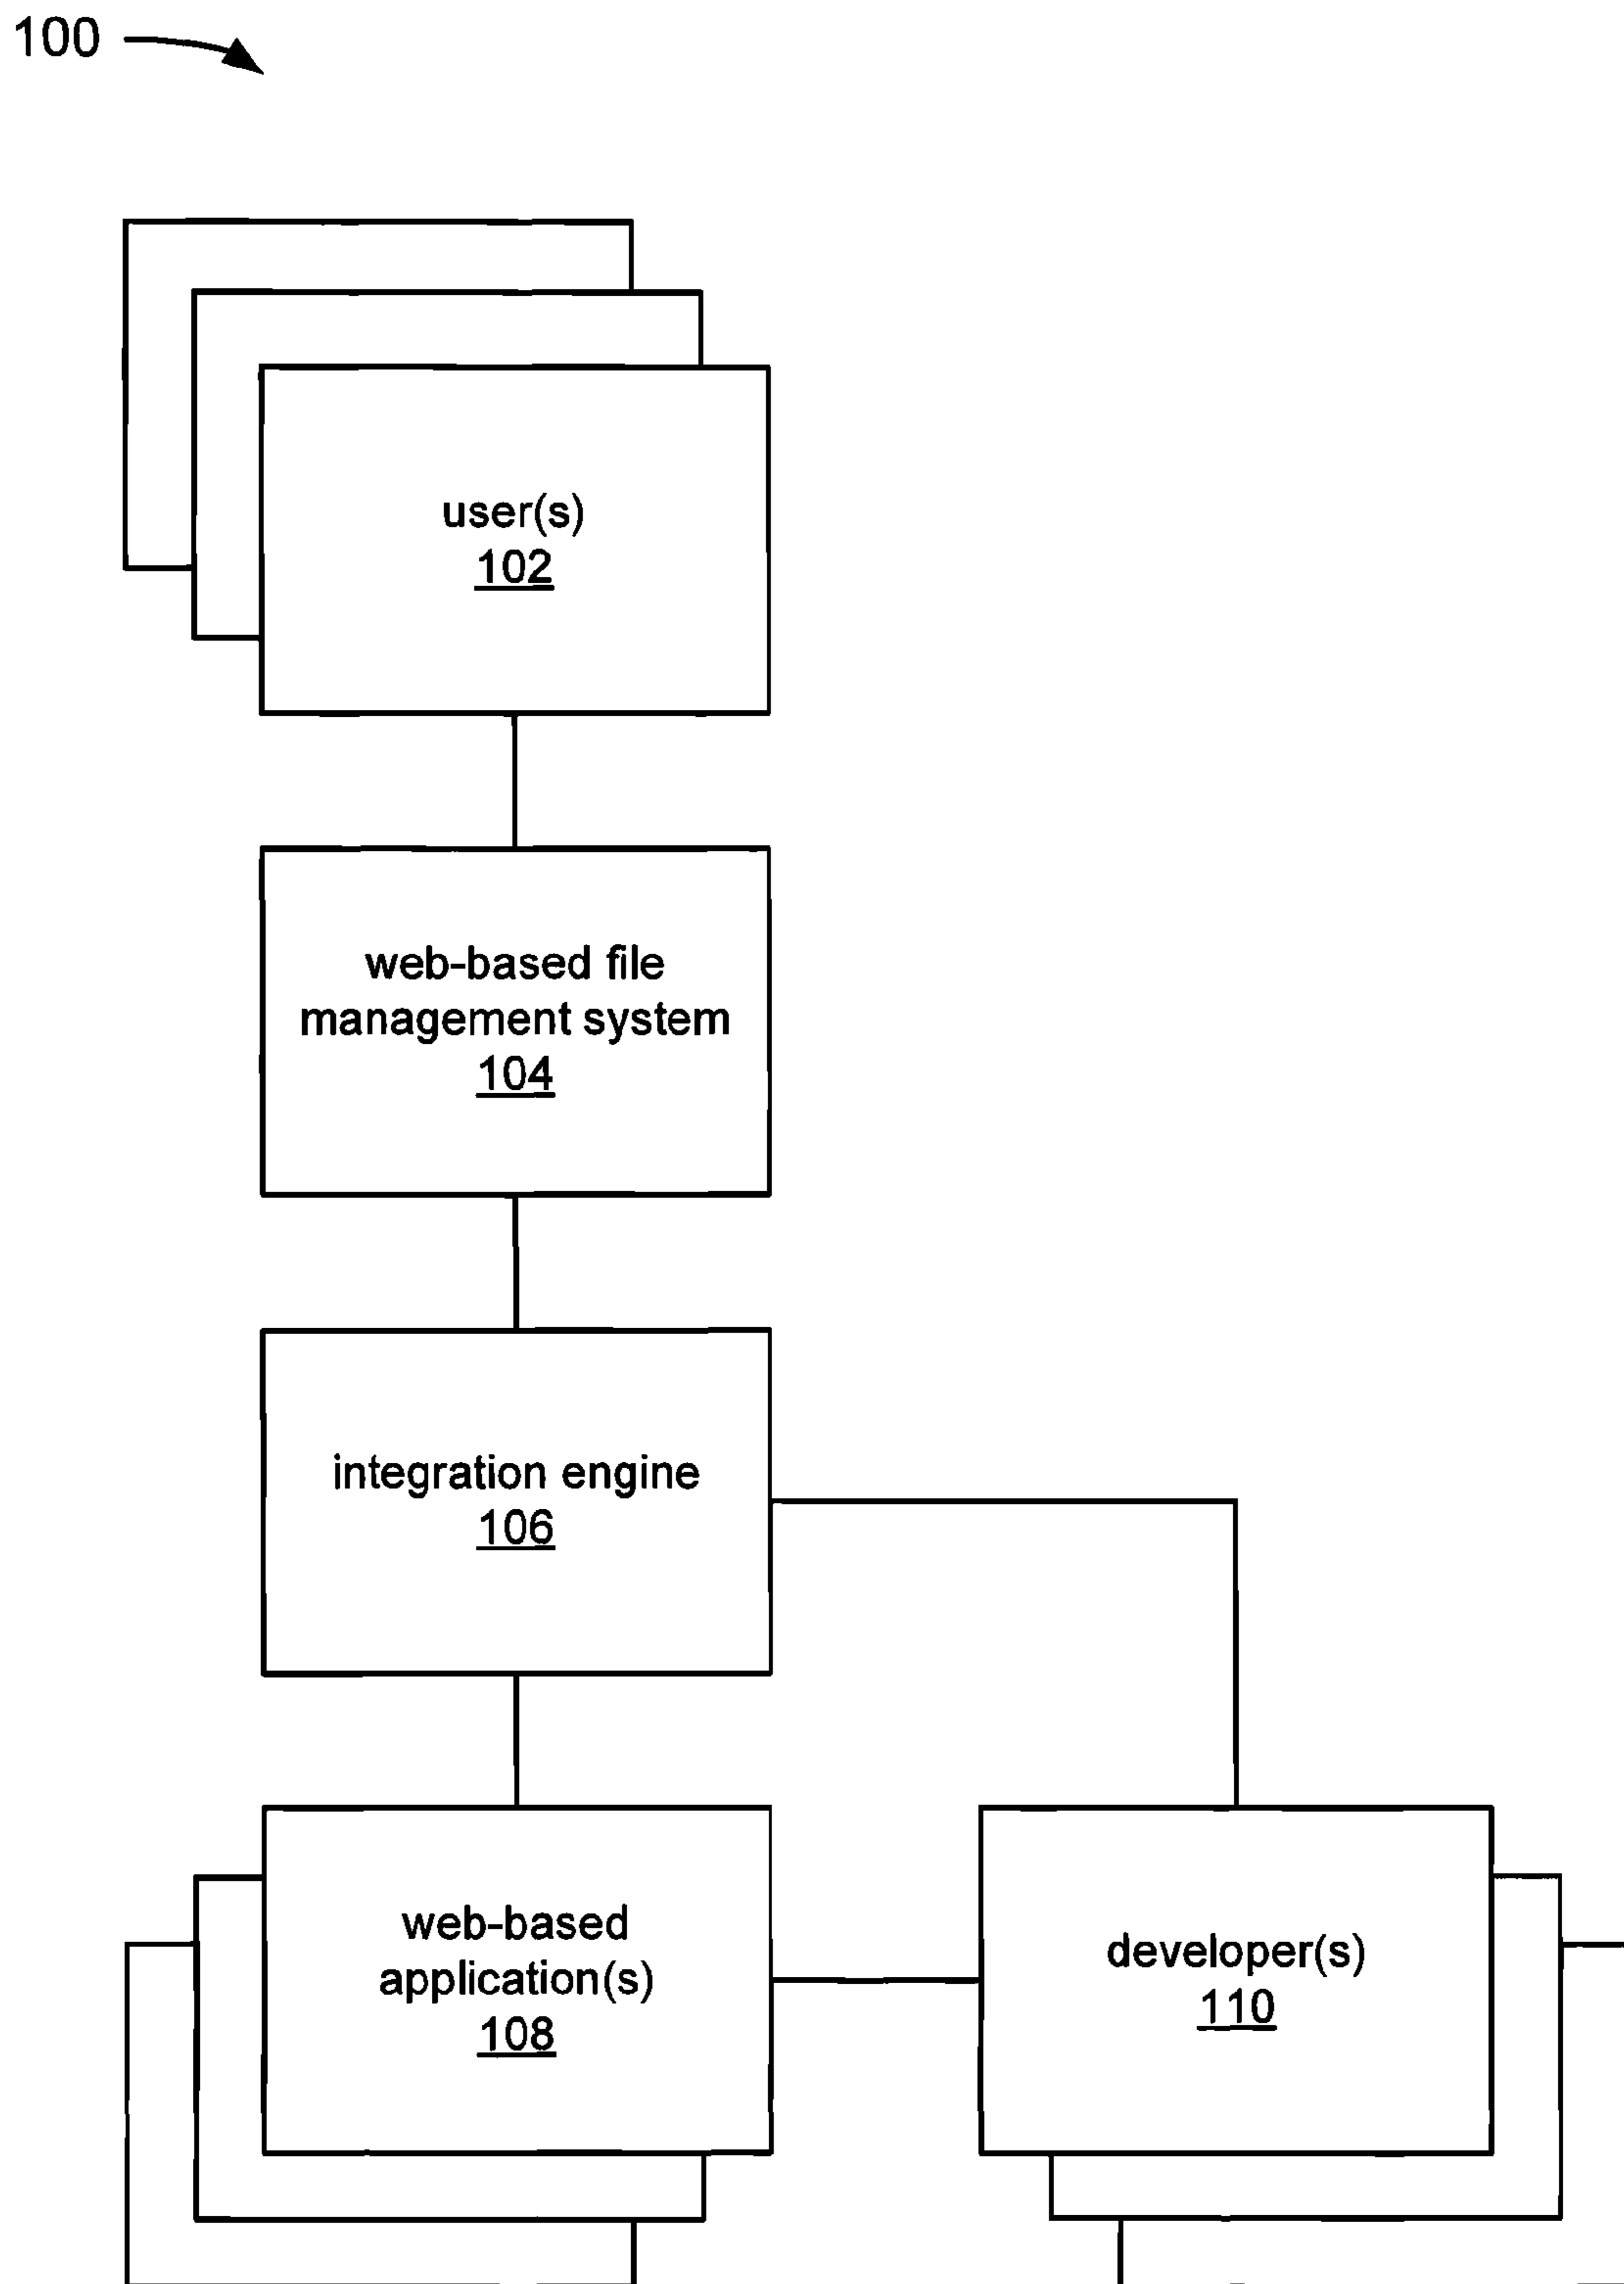 100
user(s)
102
web-based file
management system
104
integration engine
106
web-based
application(s)
108
developer(s)
110